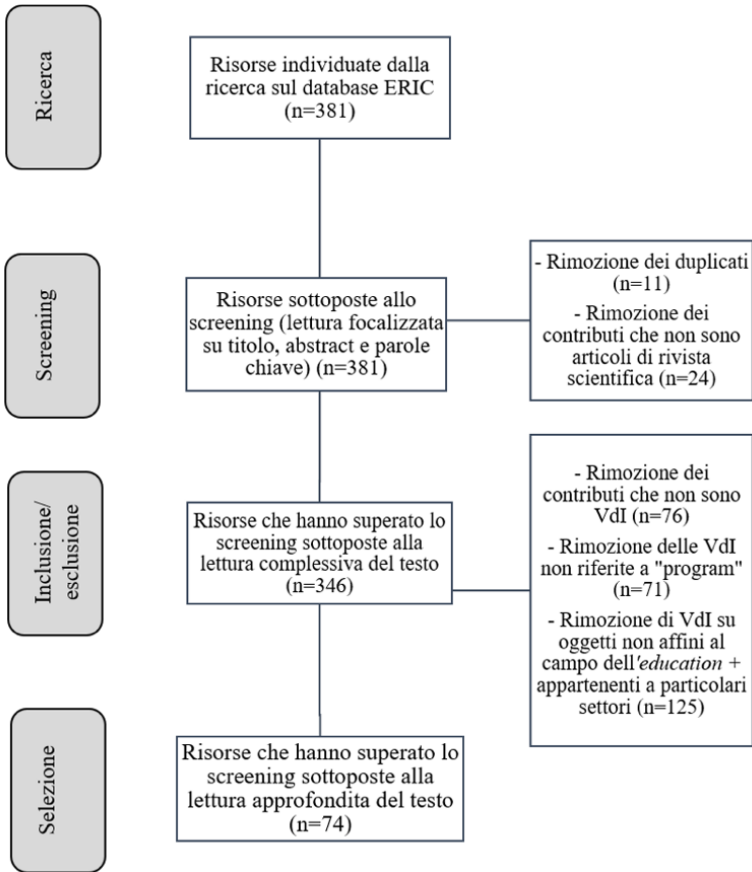 Ricerca
Risorse individuate dalla
ricerca sul database ERIC
(n=381)
Screening
Risorse sottoposte allo
screening (lettura focalizzata
su titolo, abstract e parole
chiave) (n=381)
- Rimozione dei duplicati
(n=11)
- Rimozione dei
contributi che non sono
articoli di rivista
scientifica (n=24)
Inclusione/
esclusione
Risorse che hanno superato lo
screening sottoposte alla
lettura complessiva del testo
(n=346)
- Rimozione dei
contributi che non sono
VdI (n=76)
- Rimozione delle VdI
non riferite a "program"
(n=71)
- Rimozione di VdI su
oggetti non affini al
campo dell'education +
appartenenti a particolari
settori (n=125)
Selezione
Risorse che hanno superato lo
screening sottoposte alla
lettura approfondita del testo
(n=74)